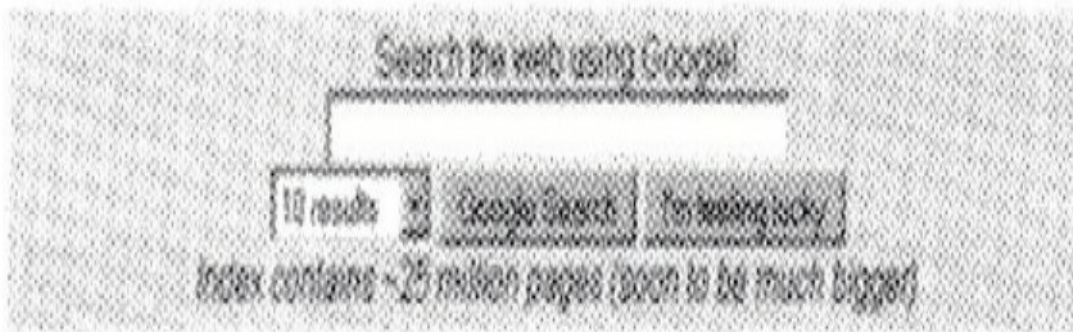 Search the web using Google!
10 results Google Search I'm feeling lucky
Index contains ~25 million pages (soon to be much bigger)